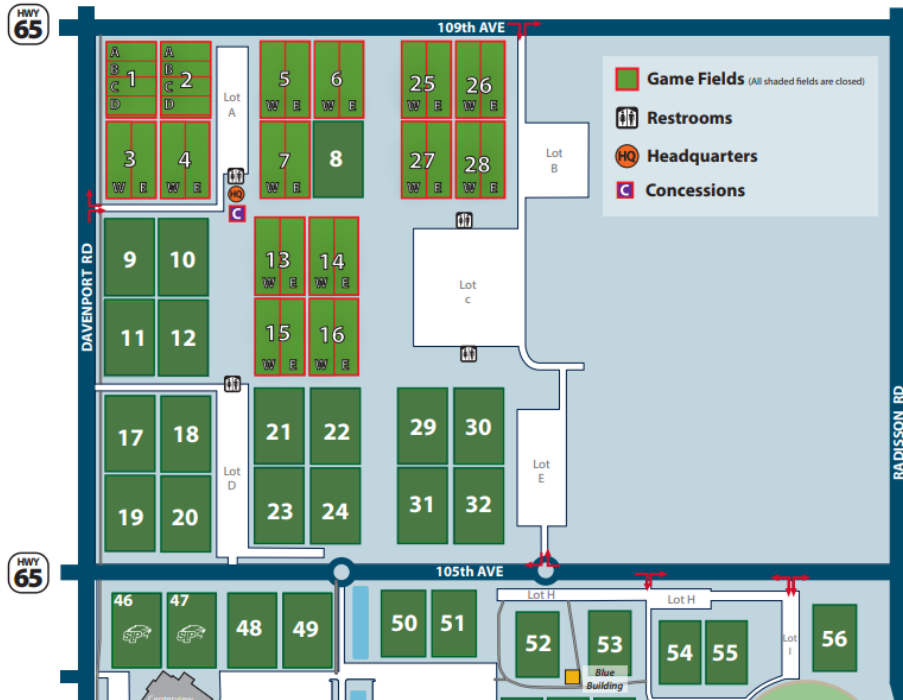 HWY
65
109th AVE
A
B
C
D
1
A
B
C
D
2
Lot
A
5
W E
6
W E
25
W E
26
W E
Game Fields (All shaded fields are closed)
Restrooms
HQ Headquarters
C Concessions
3
W E
4
W E
7
W E
8
27
W E
28
W E
Lot
B
HQ
C
DAVENPORT RD
RADISSON RD
9
10
13
W E
14
W E
Lot
C
11
12
15
W E
16
W E
17
18
21
22
29
30
Lot
D
Lot
E
19
20
23
24
31
32
HWY
65
105th AVE
46
47
48
49
50
51
Lot H
52
53
Lot H
54
55
Lot
I
56
Blue
Building
Centerview